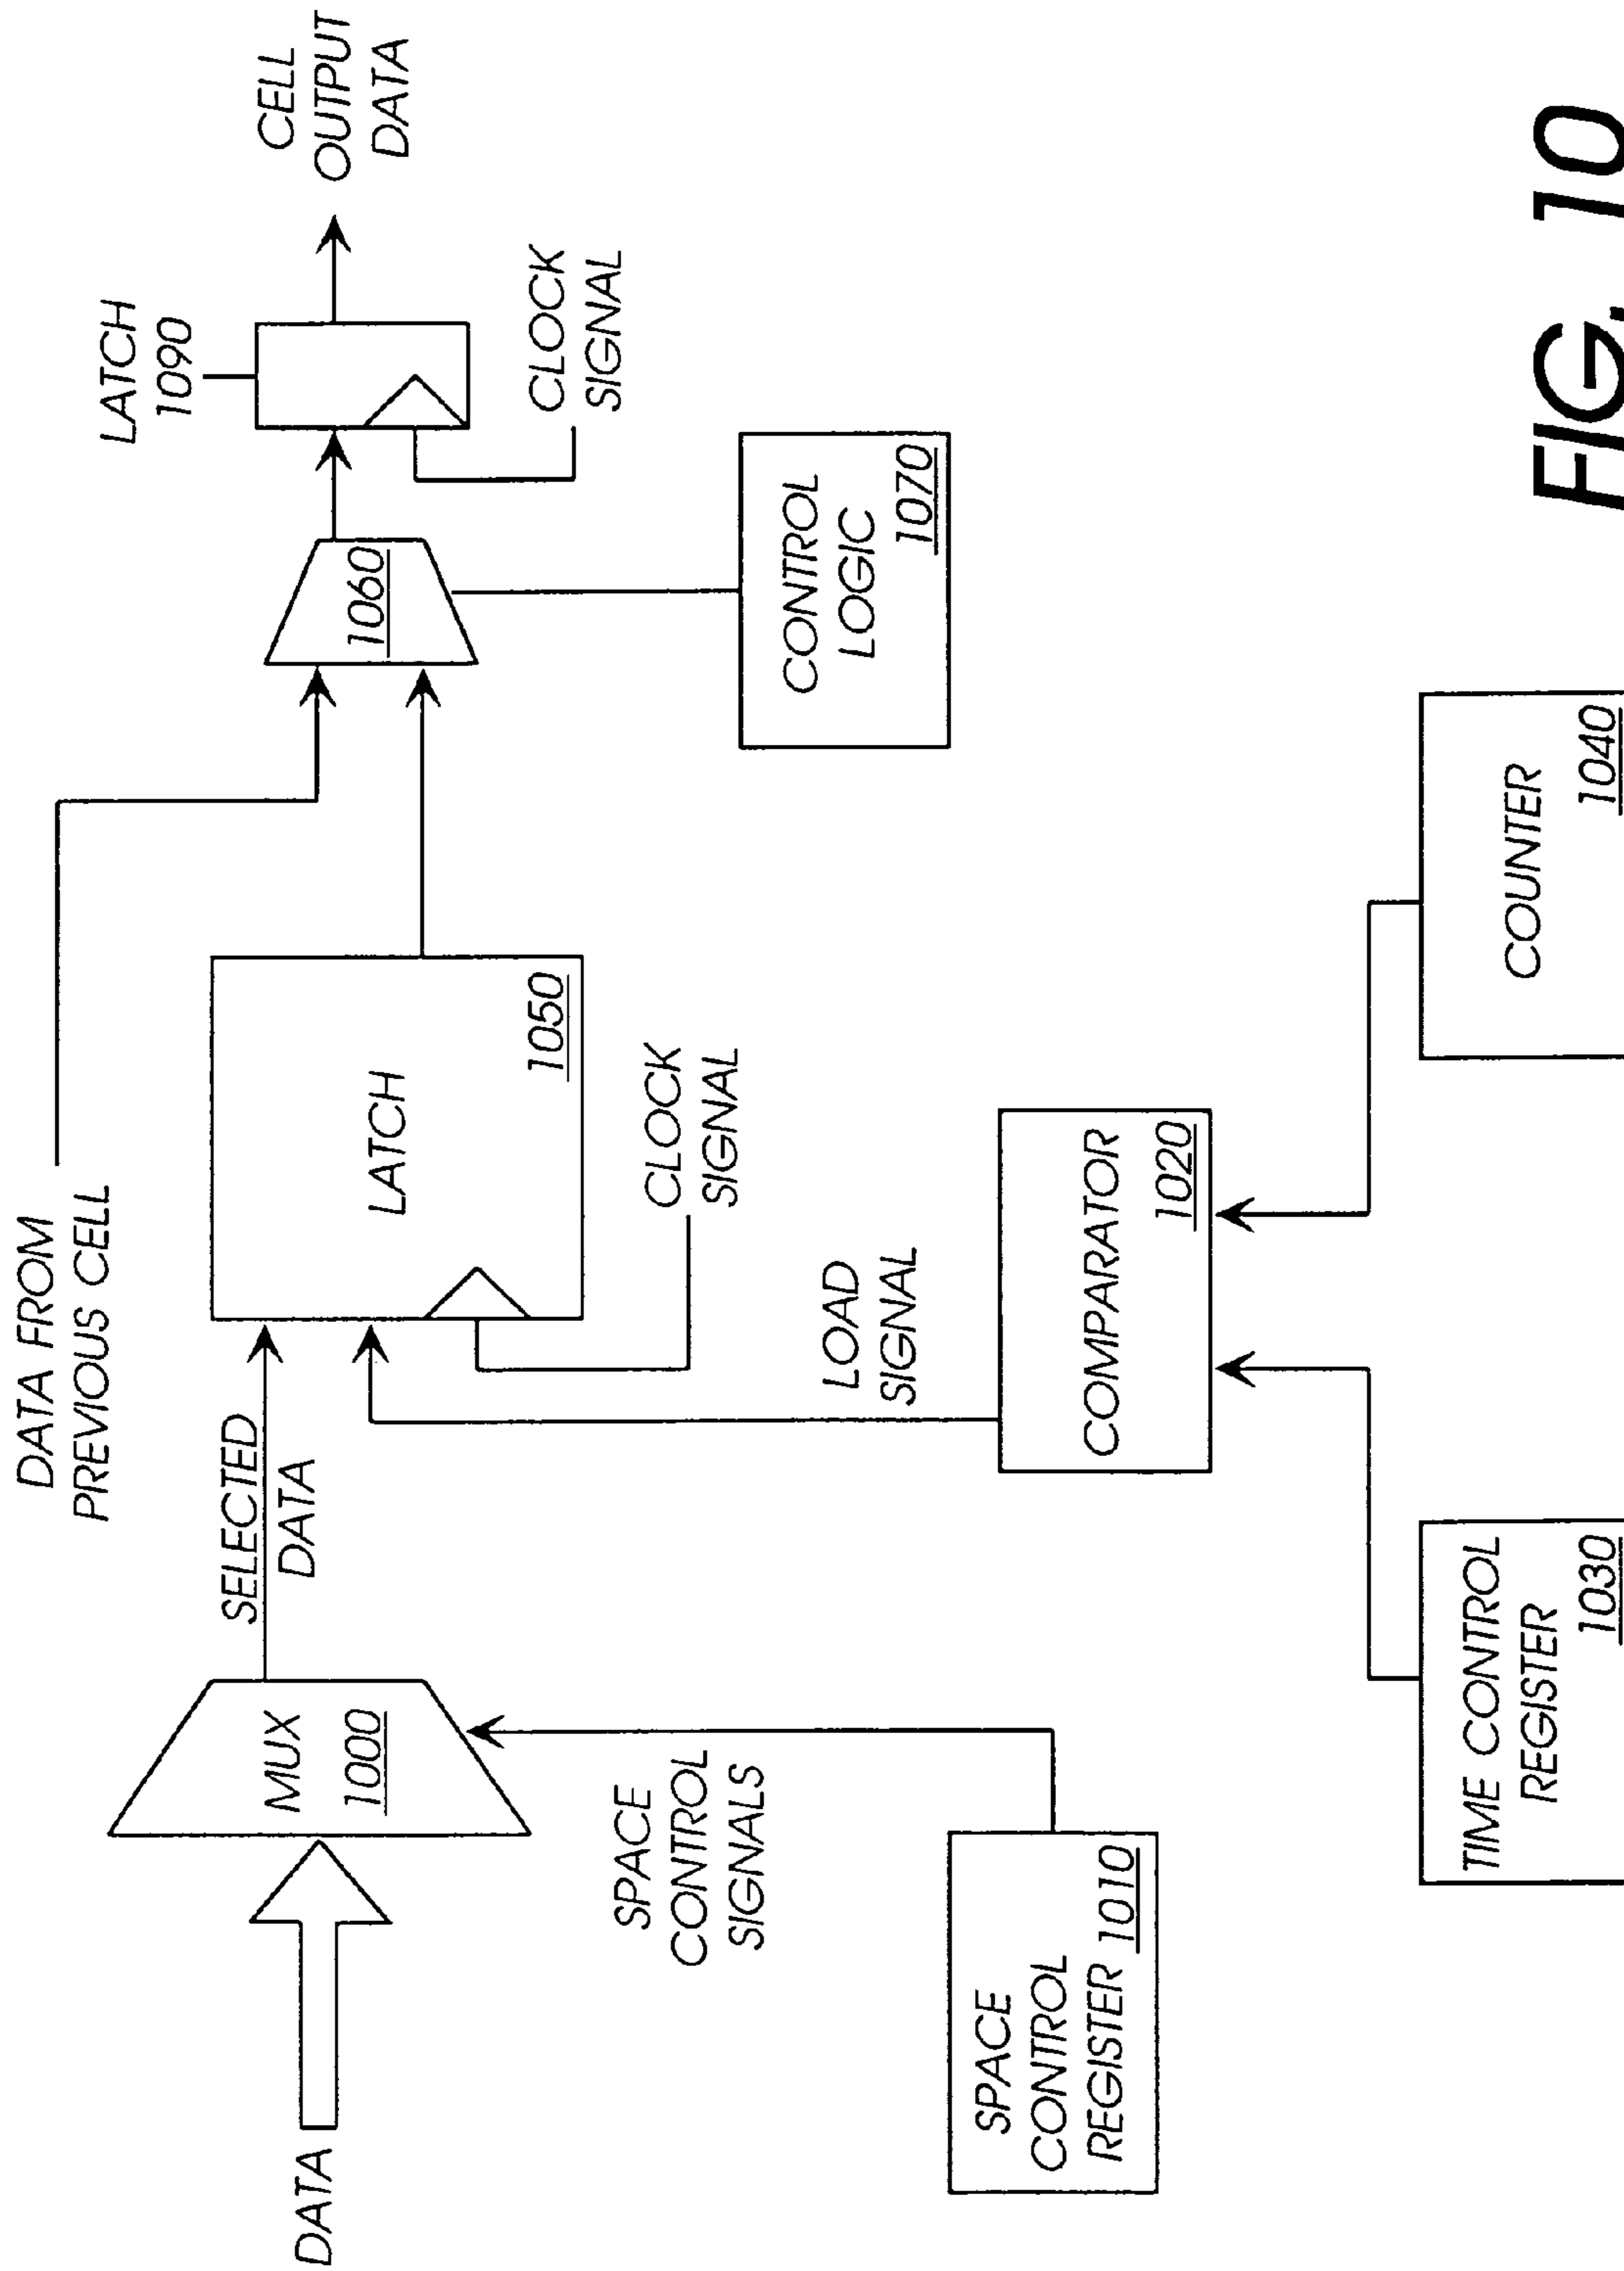 DATA FROM
PREVIOUS CELL
LATCH
1090
CELL
OUTPUT
DATA
DATA
MUX
1000
SELECTED
DATA
LATCH
1050
1060
CLOCK
SIGNAL
CLOCK
SIGNAL
SPACE
CONTROL
SIGNALS
LOAD
SIGNAL
CONTROL
LOGIC
1070
SPACE
CONTROL
REGISTER 1010
COMPARATOR
1020
TIME CONTROL
REGISTER
1030
COUNTER
1040
FIG. 10